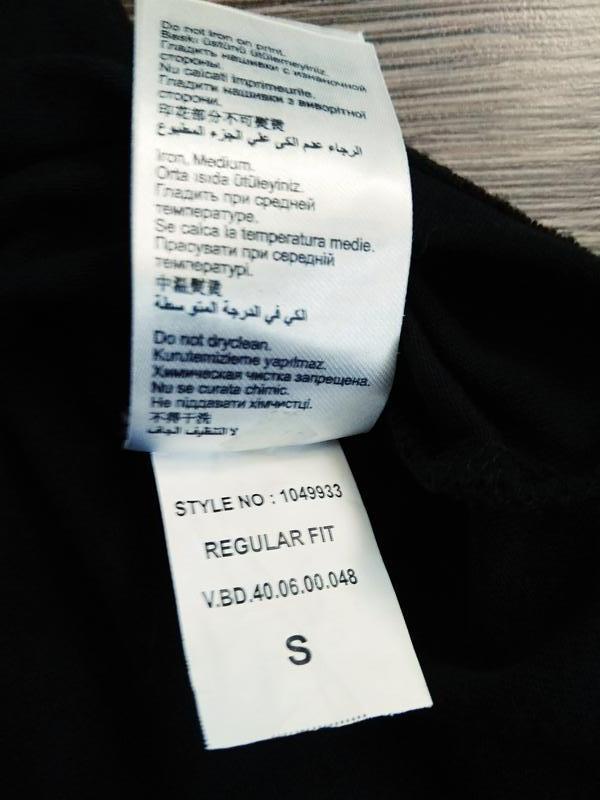 Do not iron on print.
Baskı üstünü ütülemeyiniz.
Гладить нашивки с изнаночной
стороны.
Nu calcati imprimeurile.
Гладити нашивки з виворітної
сторони.
印花部分不可熨烫
الرجاء عدم الكي علي الجزء المطبوع
Iron, Medium.
Orta ısıda ütüleyiniz.
Гладить при средней
температуре.
Se calca la temperatura medie.
Прасувати при середній
температурі.
中温熨烫
الكي في الدرجة المتوسطة
Do not dryclean.
Kurutemizleme yapılmaz.
Химическая чистка запрещена.
Nu se curata chimic.
Не піддавати хімчистці.
不得干洗
لا للتنظيف الجاف
STYLE NO : 1049933
REGULAR FIT
V.BD.40.06.00.048
S